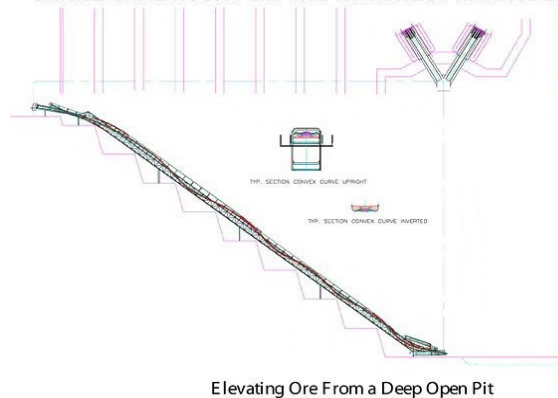 TYP. SECTION CONVEX CURVE UPRIGHT
TYP. SECTION CONVEX CURVE INVERTED
Elevating Ore From a Deep Open Pit